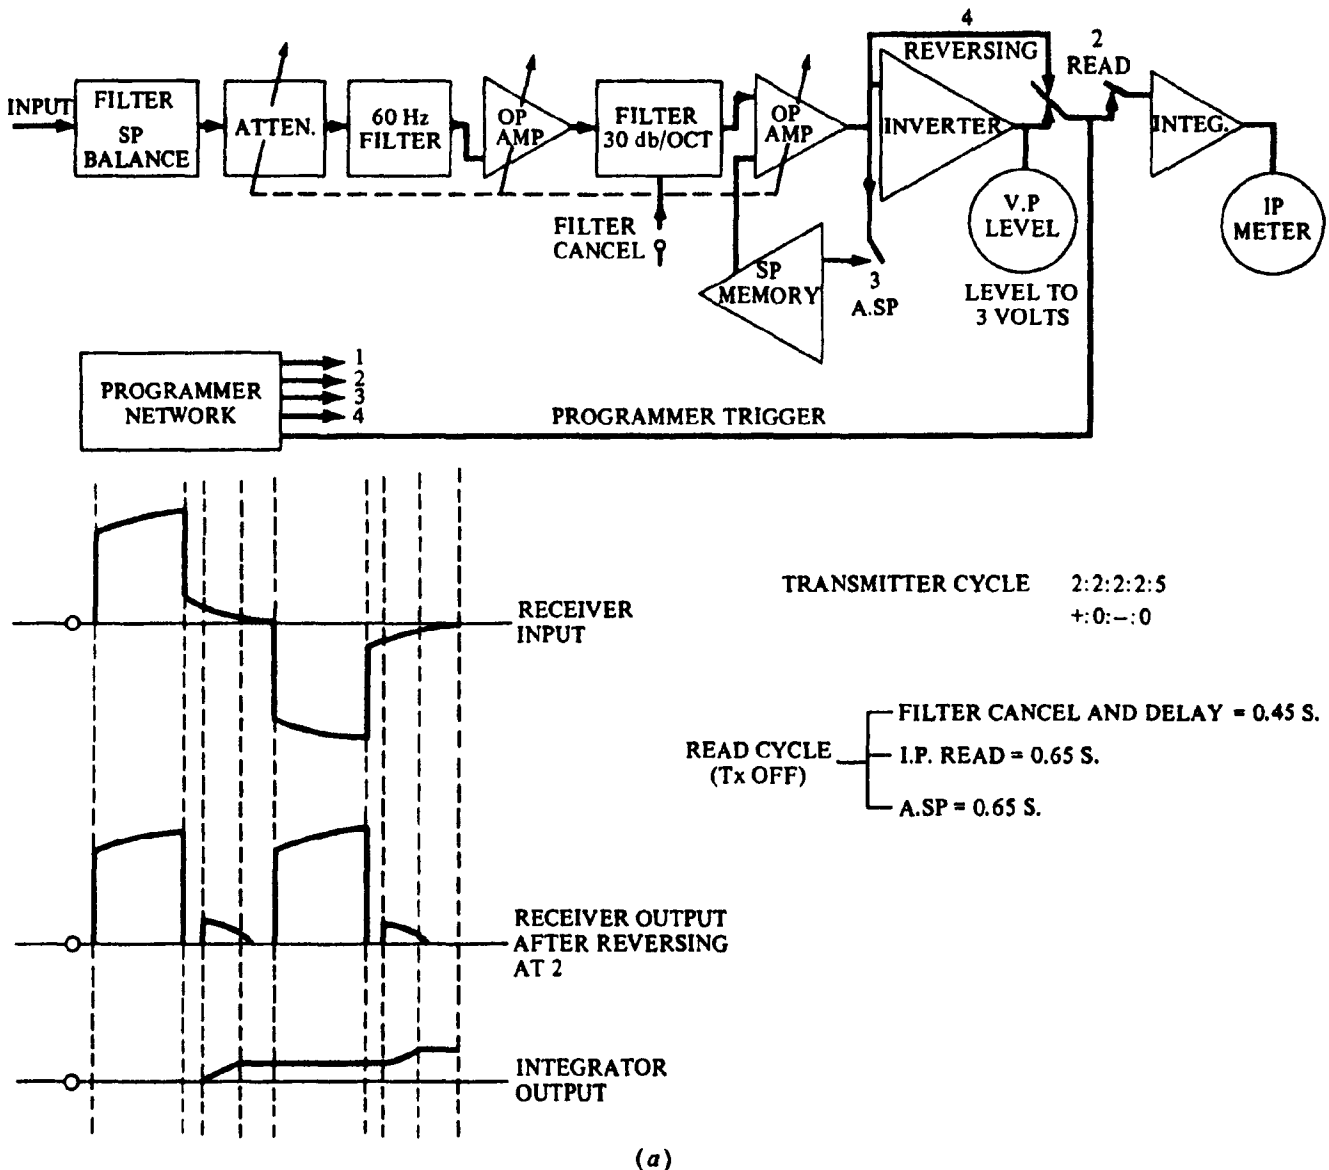 4
REVERSING
2
READ
INPUT
FILTER
SP
BALANCE
ATTEN.
60 Hz
FILTER
OP
AMP
FILTER
30 db/OCT
OP
AMP
INVERTER
INTEG.
FILTER
CANCEL
SP
MEMORY
3
A.SP
V.P
LEVEL
LEVEL TO
3 VOLTS
IP
METER
PROGRAMMER
NETWORK
1
2
3
4
PROGRAMMER TRIGGER
RECEIVER
INPUT
TRANSMITTER CYCLE 2:2:2:2:5
+:0:–:0
READ CYCLE
(Tx OFF)
FILTER CANCEL AND DELAY = 0.45 S.
I.P. READ = 0.65 S.
A.SP = 0.65 S.
RECEIVER OUTPUT
AFTER REVERSING
AT 2
INTEGRATOR
OUTPUT
(a)